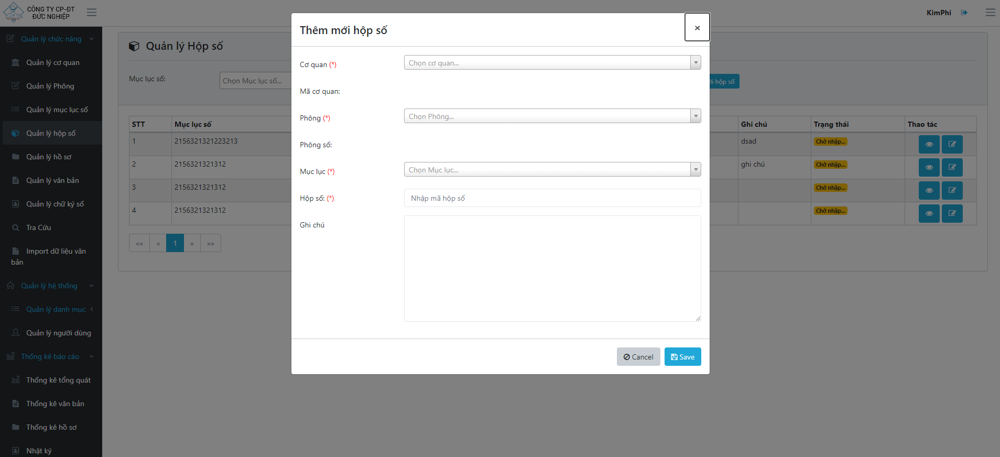 CÔNG TY CP-ĐT
ĐỨC NGHIỆP
KimPhi
Quản lý chức năng
Quản lý cơ quan
Quản lý Phông
Quản lý mục lục số
Quản lý hộp số
Quản lý hồ sơ
Quản lý văn bản
Quản lý chữ ký số
Tra Cứu
Import dữ liệu văn
bản
Quản lý hệ thống
Quản lý danh mục
Quản lý người dùng
Thống kê báo cáo
Thống kê tổng quát
Thống kê văn bản
Thống kê hồ sơ
Nhật ký
Quản lý Hộp số
Mục lục số:
Chọn Mục lục số...
hộp số
STT Mục lục số Ghi chú Trạng thái Thao tác
1 2156321321223213 dsad Chờ nhập...
2 2156321321312 ghi chú Chờ nhập...
3 2156321321312 Chờ nhập...
4 2156321321312 Chờ nhập...
«« « 1 » »»
Thêm mới hộp số
×
Cơ quan (*) Chọn cơ quan...
Mã cơ quan:
Phông (*) Chọn Phông...
Phông số:
Mục lục (*) Chọn Mục lục...
Hộp số: (*) Nhập mã hộp số
Ghi chú
Cancel Save